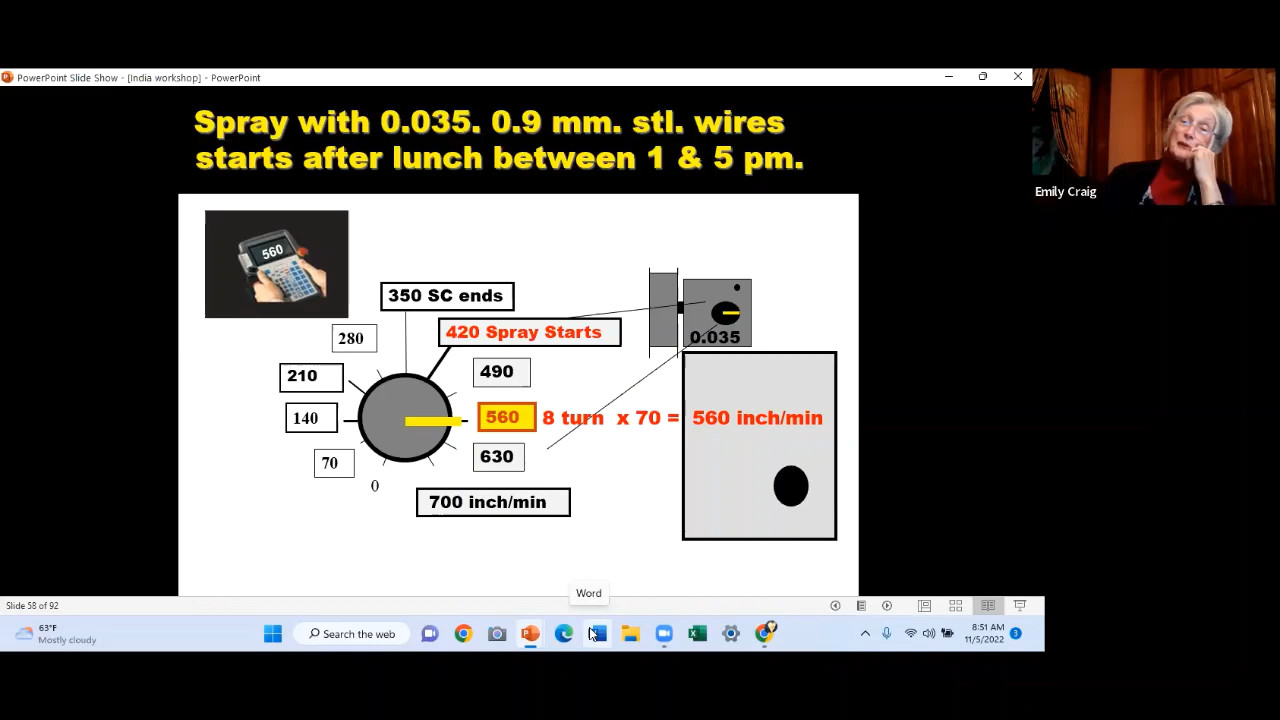 PowerPoint Slide Show - [India workshop] - PowerPoint
Spray with 0.035. 0.9 mm. stl. wires
starts after lunch between 1 & 5 pm.
Emily Craig
560
350 SC ends
420 Spray Starts
280
0.035
210
490
140
560
8 turn x 70 = 560 inch/min
70
630
0
700 inch/min
Word
Slide 58 of 92
63°F
Mostly cloudy
Search the web
8:51 AM
11/5/2022
3